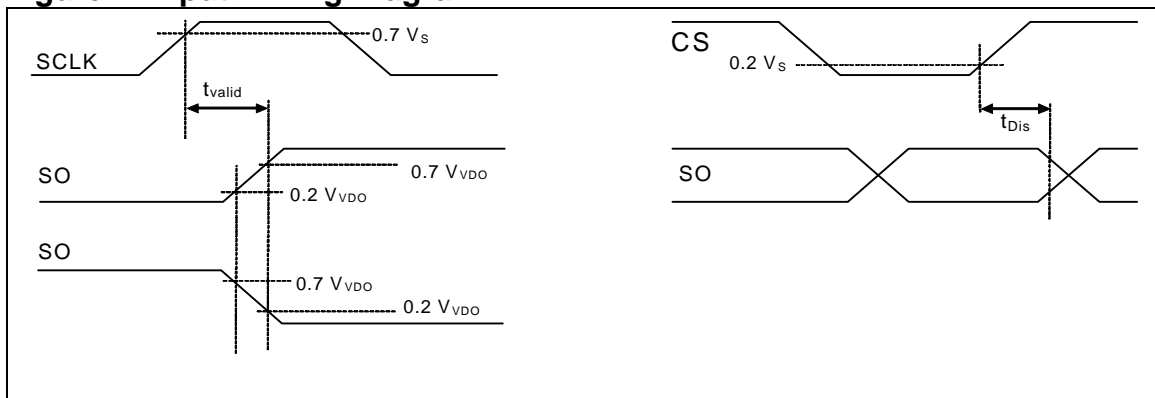 SCLK
0.7 VS
tvalid
SO
0.7 VVDO
0.2 VVDO
SO
0.7 VVDO
0.2 VVDO
CS
0.2 VS
tDis
SO